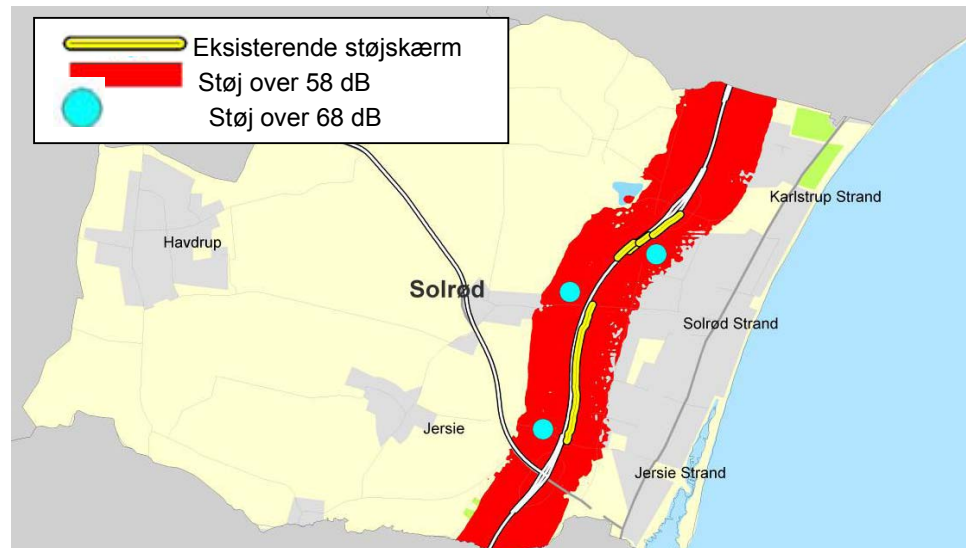 Eksisterende støjskærm
Støj over 58 dB
Støj over 68 dB
Karlstrup Strand
Havdrup
Solrød
Solrød Strand
Jersie
Jersie Strand